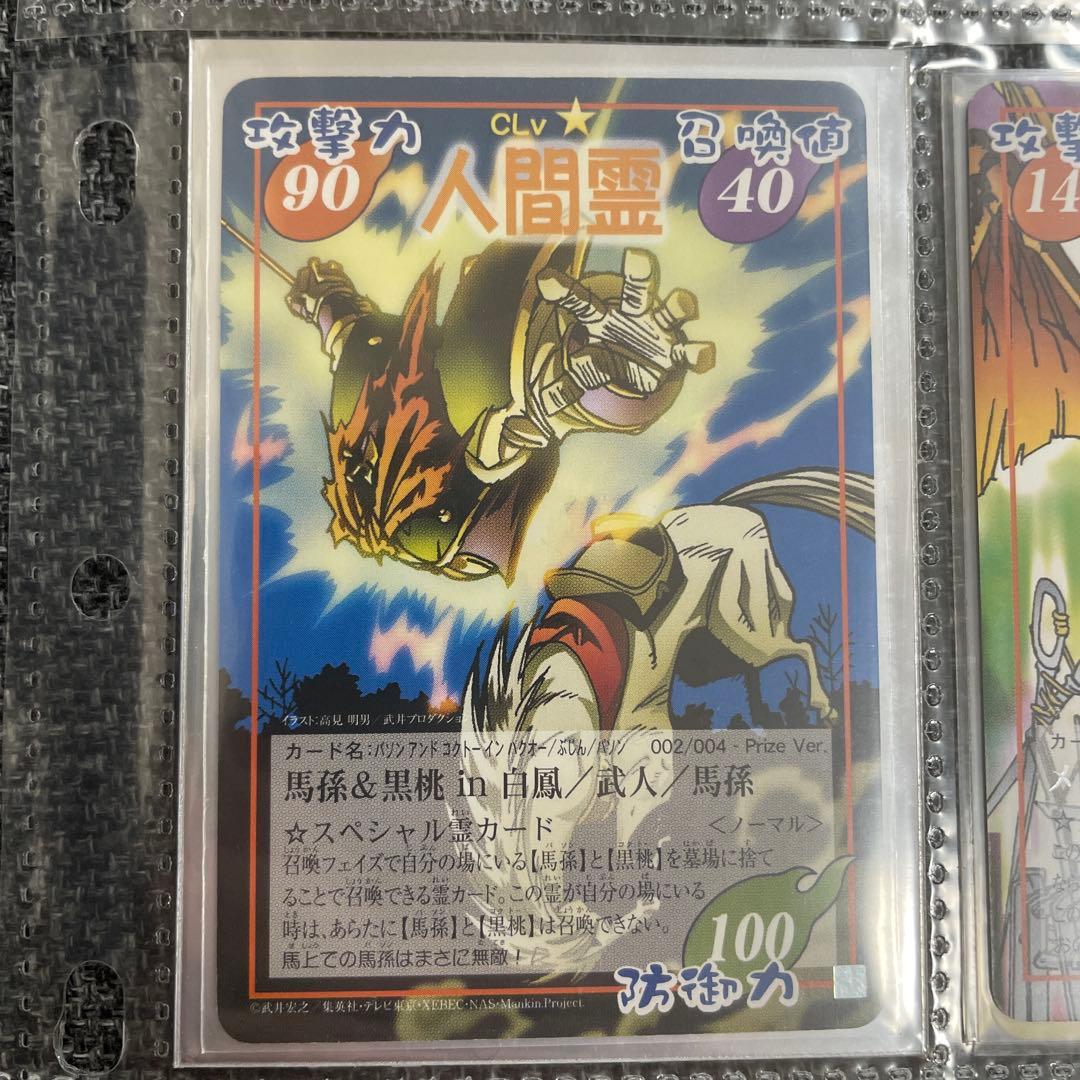 攻撃力
CLv ★
召喚値
90
人間霊
40
イラスト:高見 明男/武井プロダクショ
カード名:バソン アンド コクトー イン ハクオー/ぶじん/バソン 002/004 - Prize Ver.
馬孫&黒桃 in 白鳳/武人/馬孫
☆スペシャル霊カード <ノーマル>
召喚フェイズで自分の場にいる【馬孫】と【黒桃】を墓場に捨て
ることで召喚できる霊カード。この霊が自分の場にいる
時は、あらたに【馬孫】と【黒桃】は召喚できない。
馬上での馬孫はまさに無敵!
100
防御力
©武井宏之/集英社・テレビ東京・XEBEC・NAS・Mankin.Project.
攻撃
14
カー